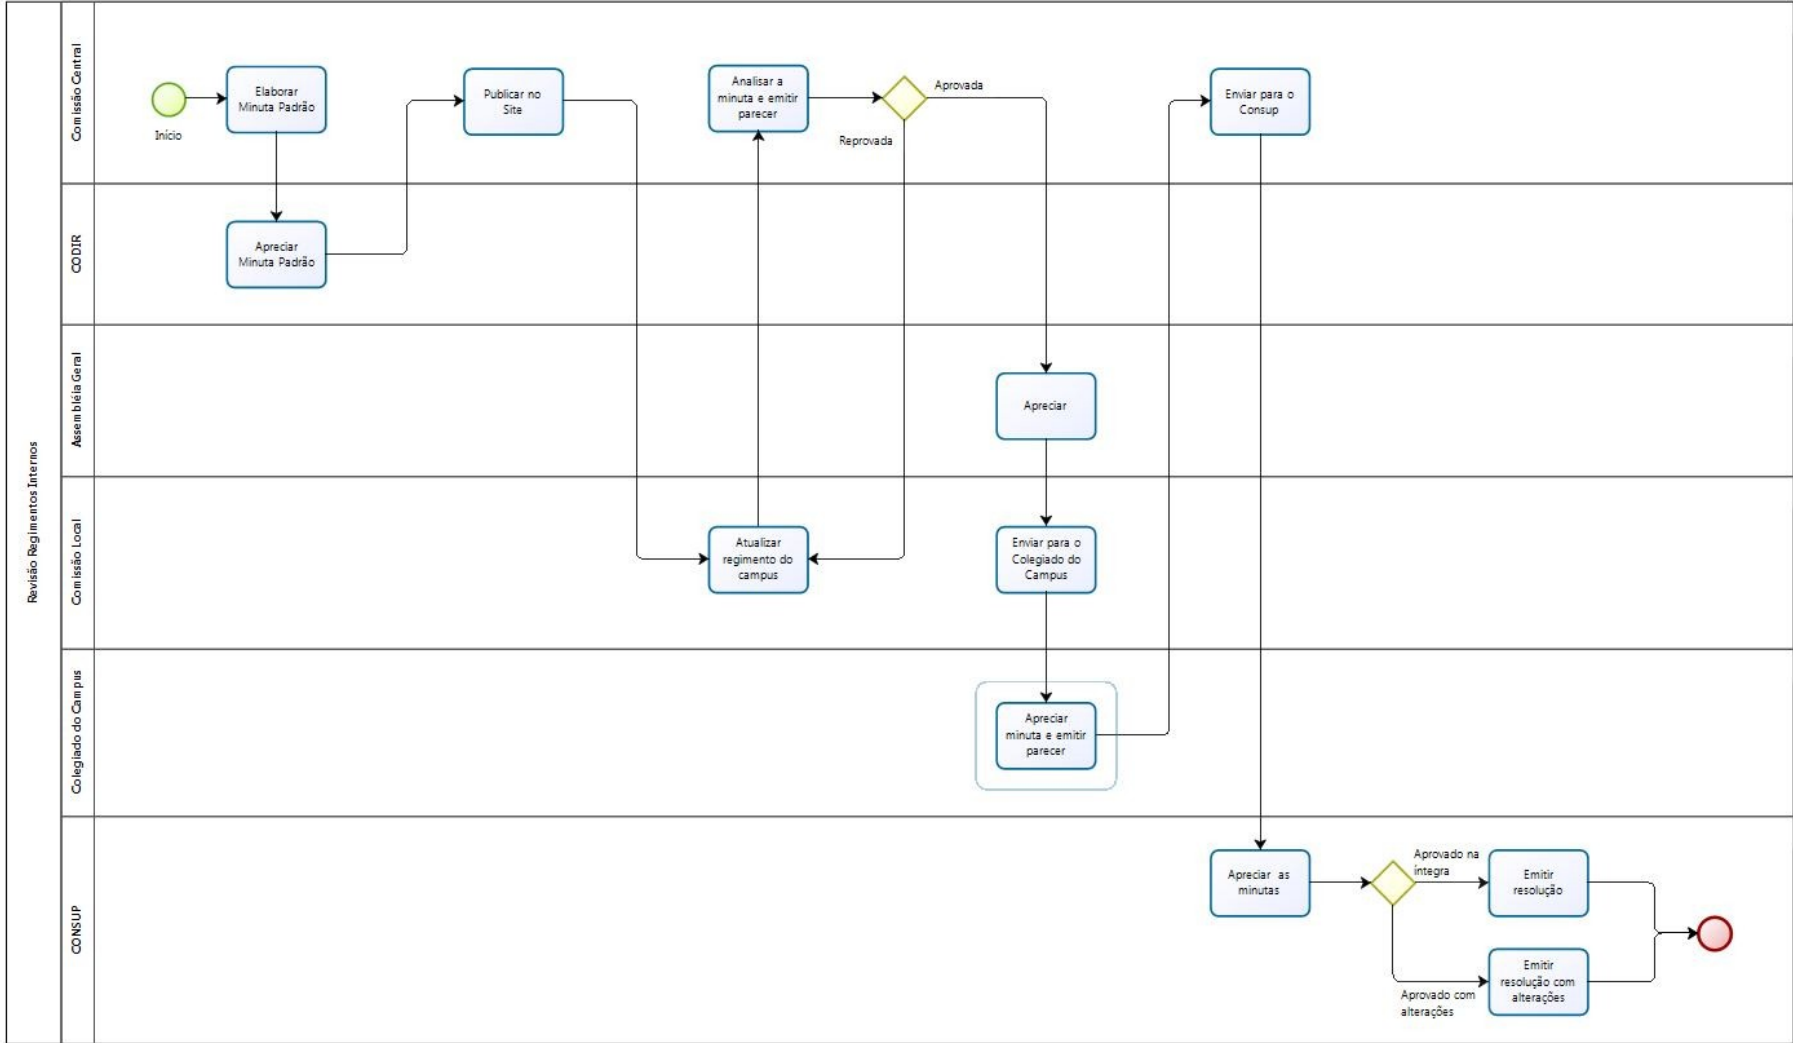 Revisão Regimentos Internos
Comissão Central
Início
Elaborar
Minuta Padrão
Publicar no
Site
Analisar a
minuta e emitir
parecer
Aprovada
Reprovada
Enviar para o
Consup
CODIR
Apreciar
Minuta Padrão
Assembléia Geral
Apreciar
Comissão Local
Atualizar
regimento do
campus
Enviar para o
Colegiado do
Campus
Colegiado do Campus
Apreciar
minuta e emitir
parecer
CONSUP
Apreciar as
minutas
Aprovado na
íntegra
Emitir
resolução
Aprovado com
alterações
Emitir
resolução com
alterações